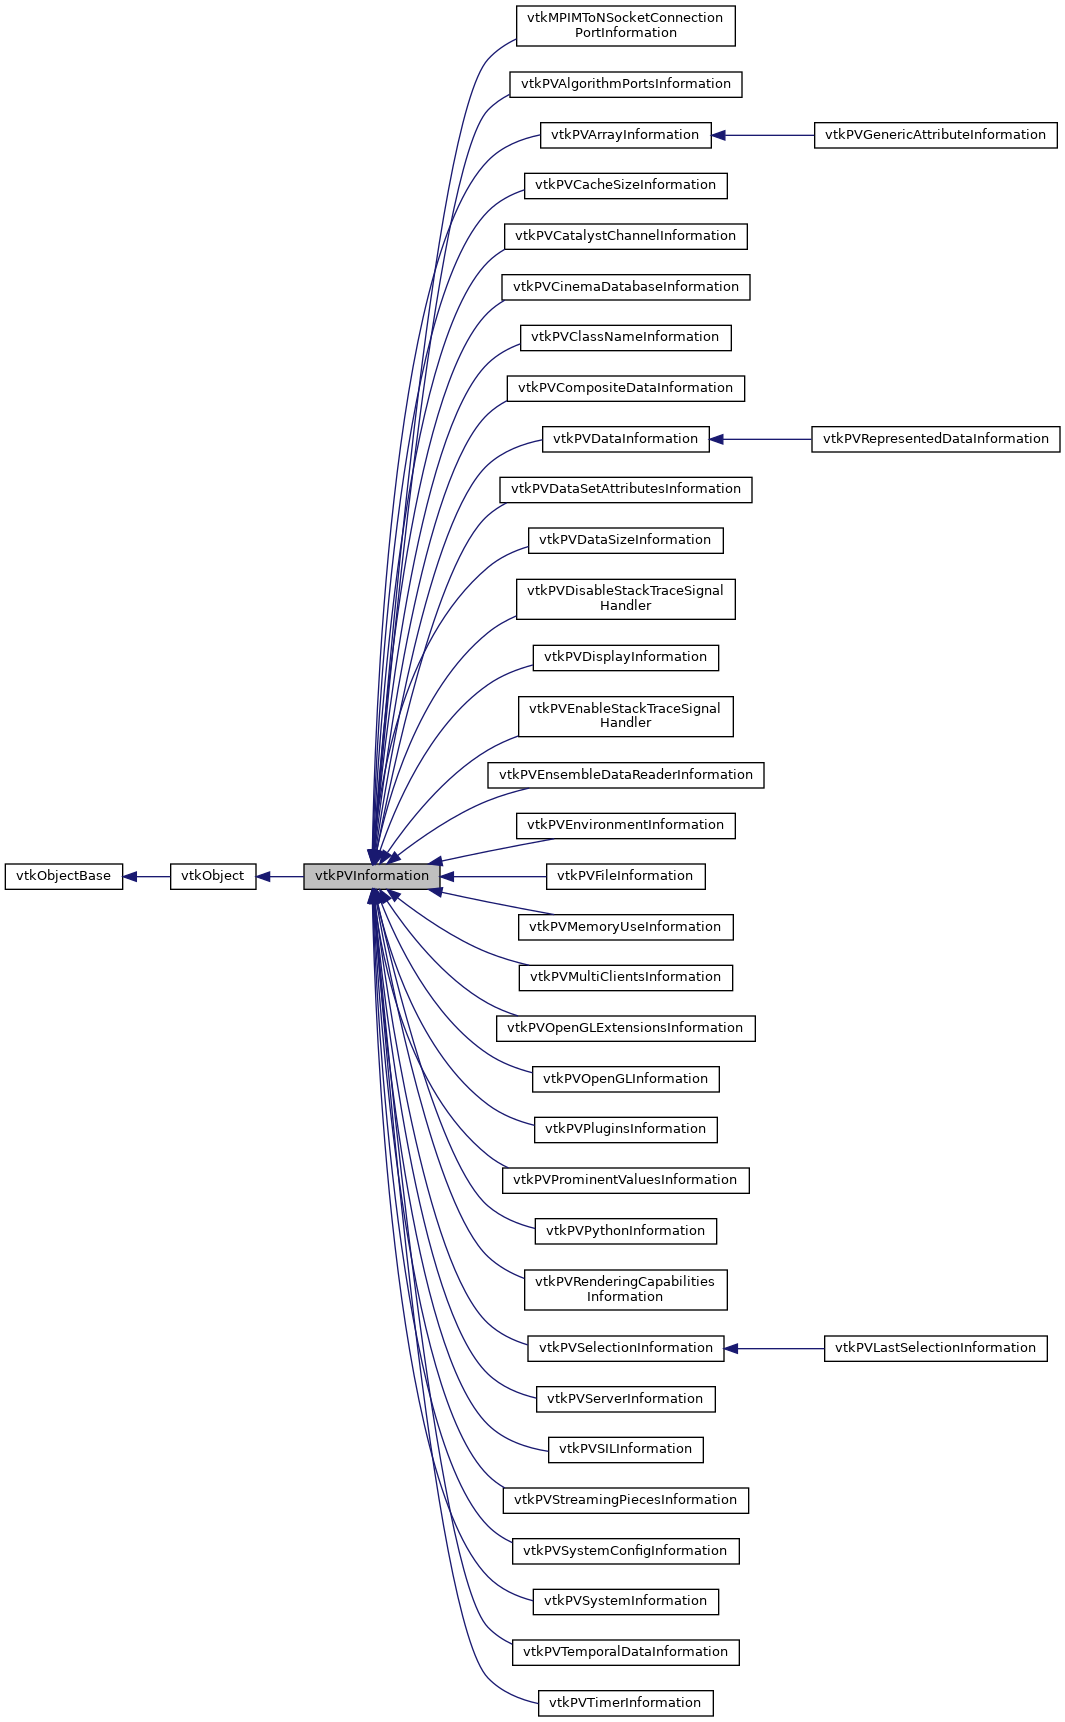 vtkMPIMToNSocketConnection
PortInformation
vtkPVAlgorithmPortsInformation
vtkPVArrayInformation
vtkPVGenericAttributeInformation
vtkPVCacheSizeInformation
vtkPVCatalystChannelInformation
vtkPVCinemaDatabaseInformation
vtkPVClassNameInformation
vtkPVCompositeDataInformation
vtkPVDataInformation
vtkPVRepresentedDataInformation
vtkPVDataSetAttributesInformation
vtkPVDataSizeInformation
vtkPVDisableStackTraceSignal
Handler
vtkPVDisplayInformation
vtkPVEnableStackTraceSignal
Handler
vtkPVEnsembleDataReaderInformation
vtkPVEnvironmentInformation
vtkObjectBase
vtkObject
vtkPVInformation
vtkPVFileInformation
vtkPVMemoryUseInformation
vtkPVMultiClientsInformation
vtkPVOpenGLExtensionsInformation
vtkPVOpenGLInformation
vtkPVPluginsInformation
vtkPVProminentValuesInformation
vtkPVPythonInformation
vtkPVRenderingCapabilities
Information
vtkPVSelectionInformation
vtkPVLastSelectionInformation
vtkPVServerInformation
vtkPVSILInformation
vtkPVStreamingPiecesInformation
vtkPVSystemConfigInformation
vtkPVSystemInformation
vtkPVTemporalDataInformation
vtkPVTimerInformation